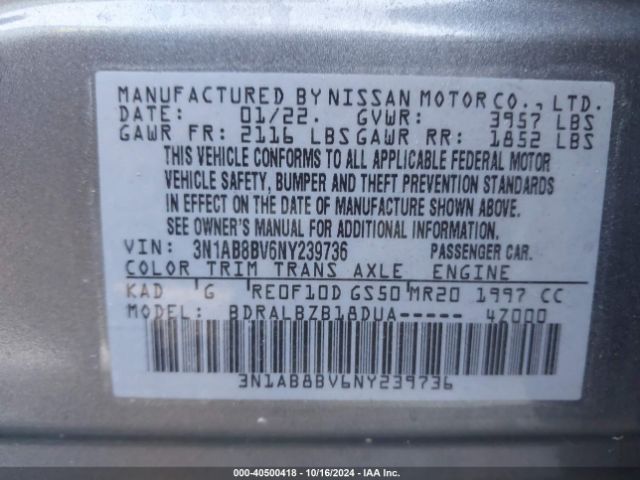 MANUFACTURED BY NISSAN MOTOR CO., LTD.
DATE: 01/22. GVWR: 3957 LBS
GAWR FR: 2116 LBS GAWR RR: 1852 LBS
THIS VEHICLE CONFORMS TO ALL APPLICABLE FEDERAL MOTOR
VEHICLE SAFETY, BUMPER AND THEFT PREVENTION STANDARDS
IN EFFECT ON THE DATE OF MANUFACTURE SHOWN ABOVE.
SEE OWNER'S MANUAL FOR ADDITIONAL INFORMATION.
VIN: 3N1AB8BV6NY239736 PASSENGER CAR.
COLOR TRIM TRANS AXLE ENGINE
KAD G RE0F10D GS50 MR20 1997 CC
MODEL: BDRALBZB18DUA----- 47000
3N1AB8BV6NY239736
000-40500418 - 10/16/2024 - IAA Inc.